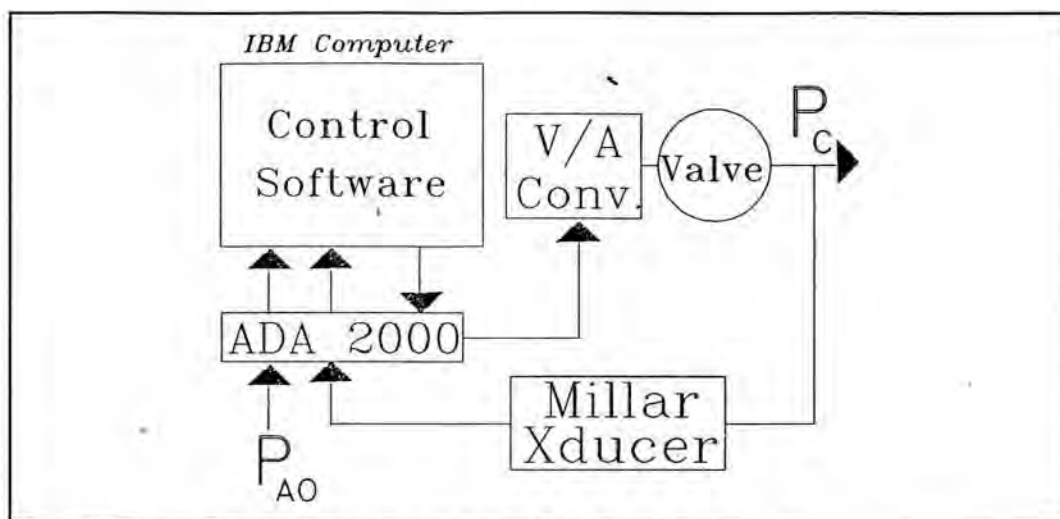 IBM Computer
Control
Software
V/A
Conv.
Valve
P
C
ADA 2000
Millar
Xducer
P
AO